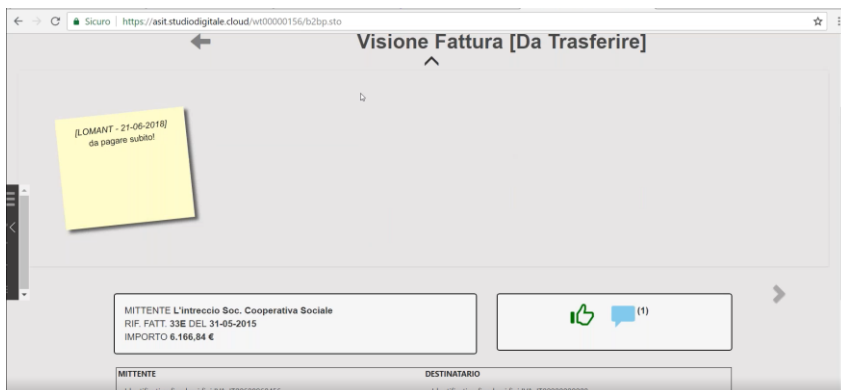 Sicuro | https://asit.studiodigitale.cloud/wt00000156/b2bp.sto
Visione Fattura [Da Trasferire]
[LOMANT - 21-06-2018]
da pagare subito!
MITTENTE L'intreccio Soc. Cooperativa Sociale
RIF. FATT. 33E DEL 31-05-2015
IMPORTO 6.166,84 €
(1)
MITTENTE
DESTINATARIO